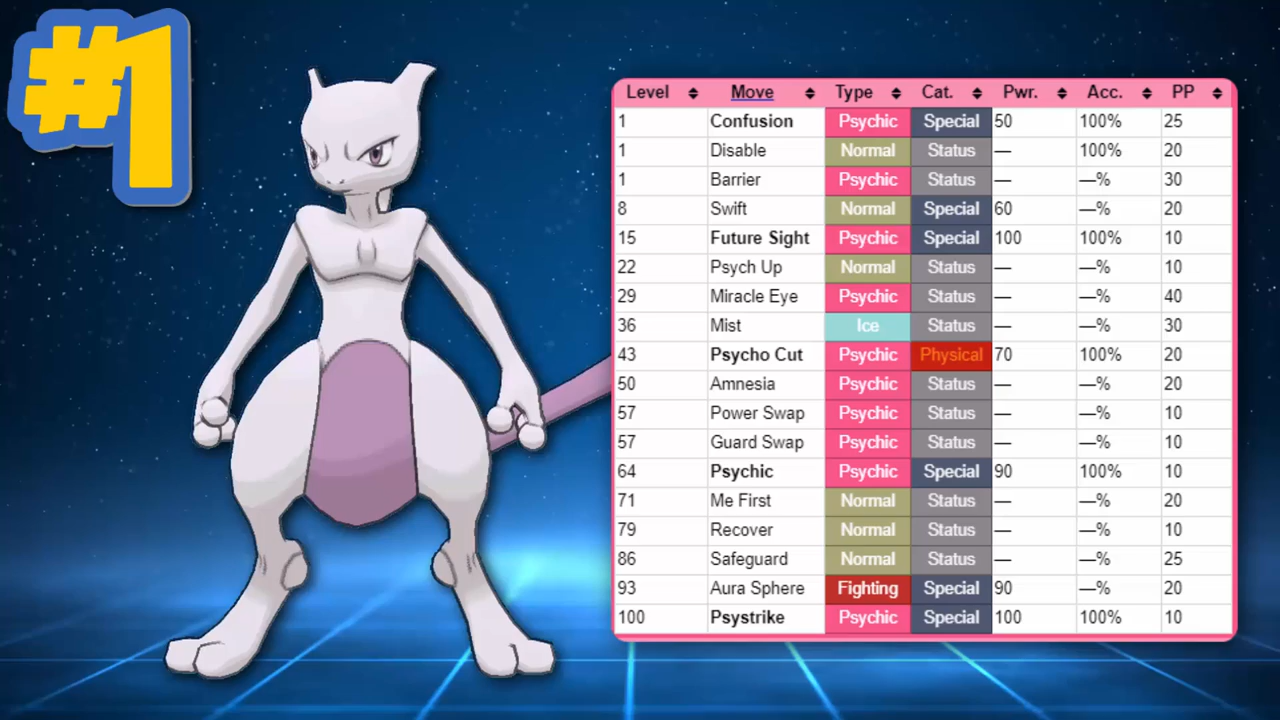 #1
Level Move Type Cat. Pwr. Acc. PP
1 Confusion Psychic Special 50 100% 25
1 Disable Normal Status — 100% 20
1 Barrier Psychic Status — —% 30
8 Swift Normal Special 60 —% 20
15 Future Sight Psychic Special 100 100% 10
22 Psych Up Normal Status — —% 10
29 Miracle Eye Psychic Status — —% 40
36 Mist Ice Status — —% 30
43 Psycho Cut Psychic Physical 70 100% 20
50 Amnesia Psychic Status — —% 20
57 Power Swap Psychic Status — —% 10
57 Guard Swap Psychic Status — —% 10
64 Psychic Psychic Special 90 100% 10
71 Me First Normal Status — —% 20
79 Recover Normal Status — —% 10
86 Safeguard Normal Status — —% 25
93 Aura Sphere Fighting Special 90 —% 20
100 Psystrike Psychic Special 100 100% 10